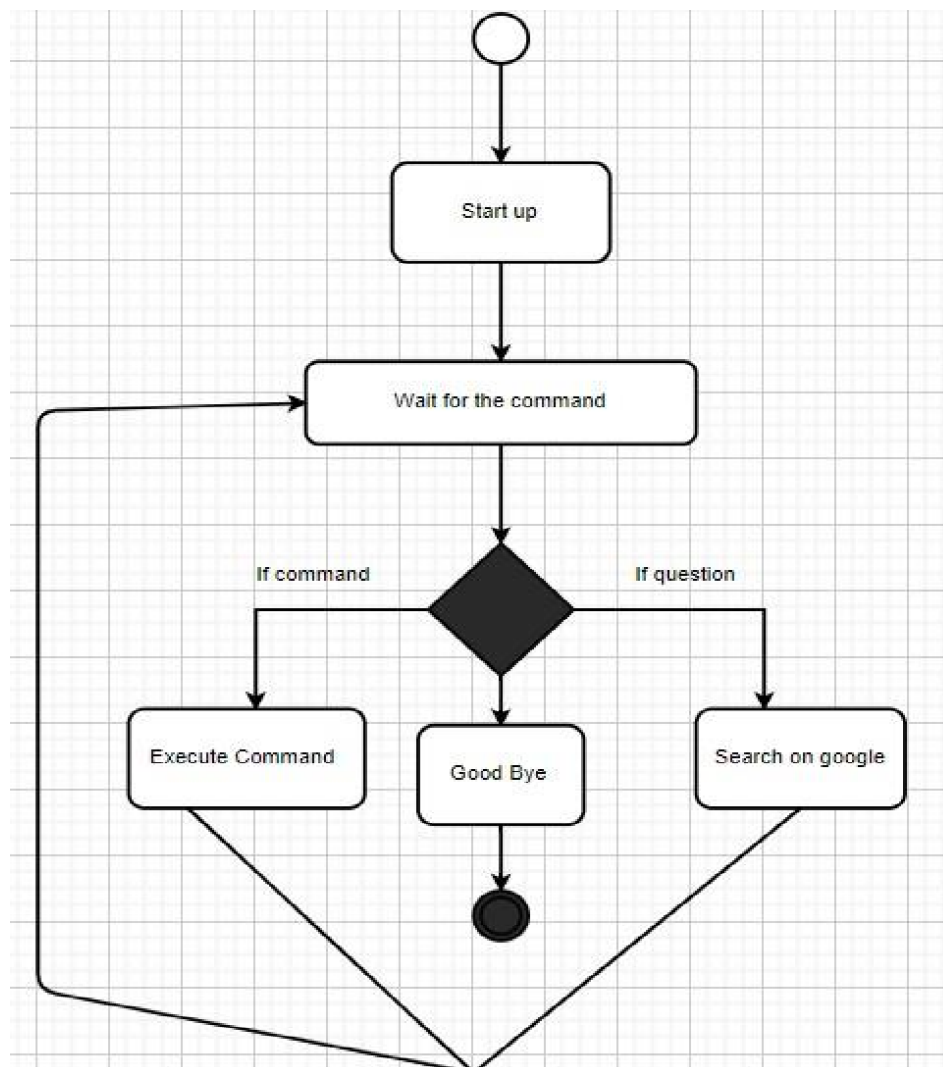 Start up
Wait for the command
If command
If question
Execute Command
Good Bye
Search on google